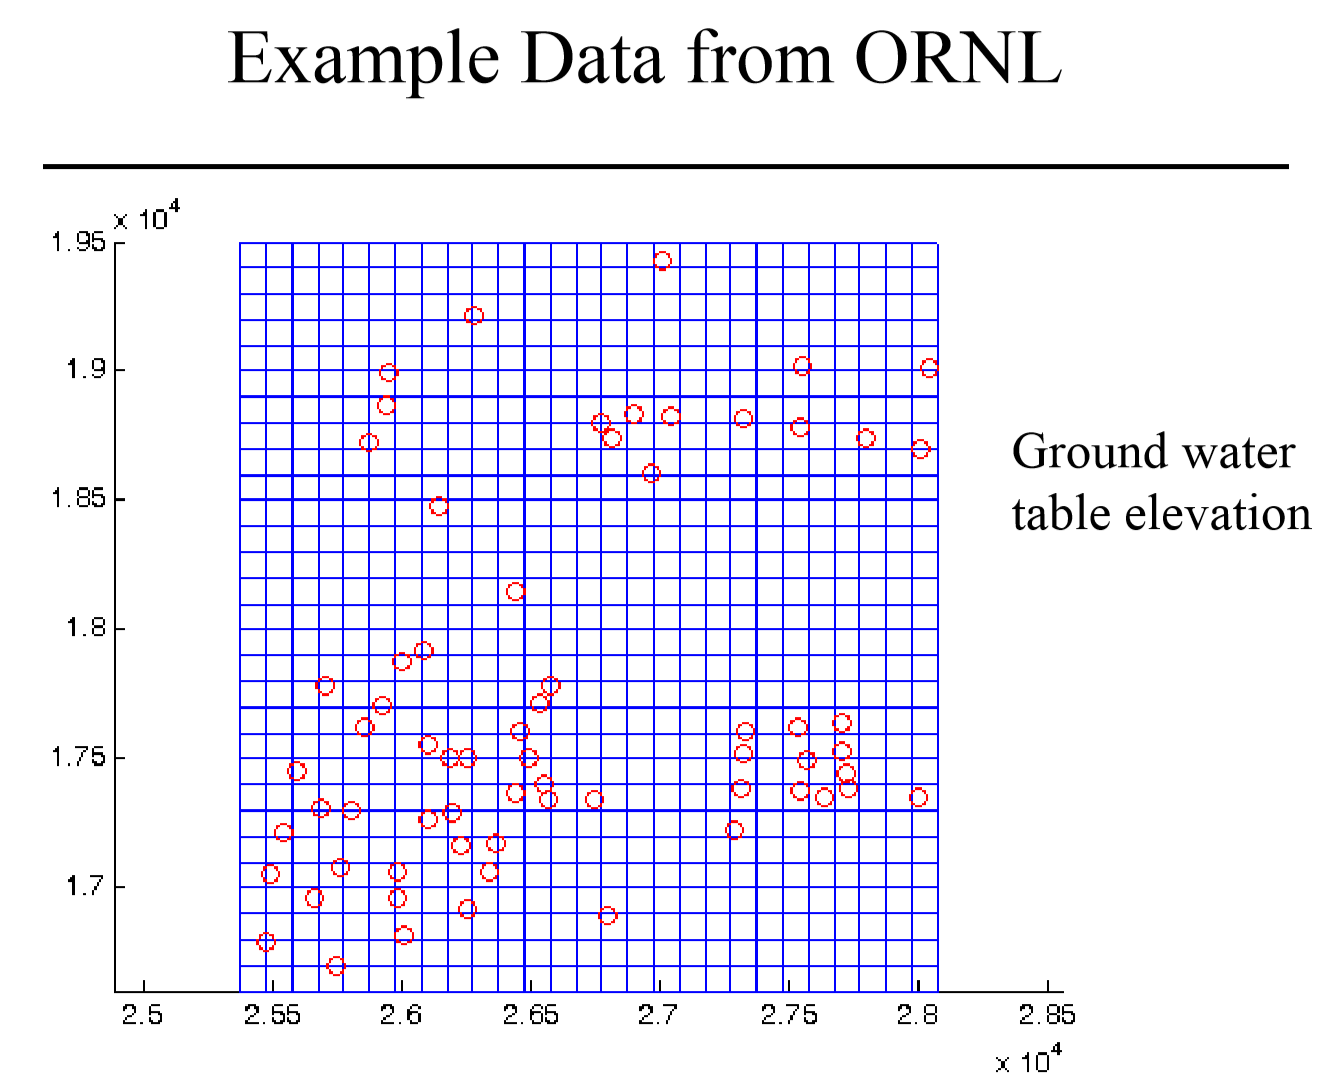 Example Data from ORNL
x 10^4
1.95
1.9
1.85
1.8
1.75
1.7
Ground water
table elevation
2.5 2.55 2.6 2.65 2.7 2.75 2.8 2.85
x 10^4